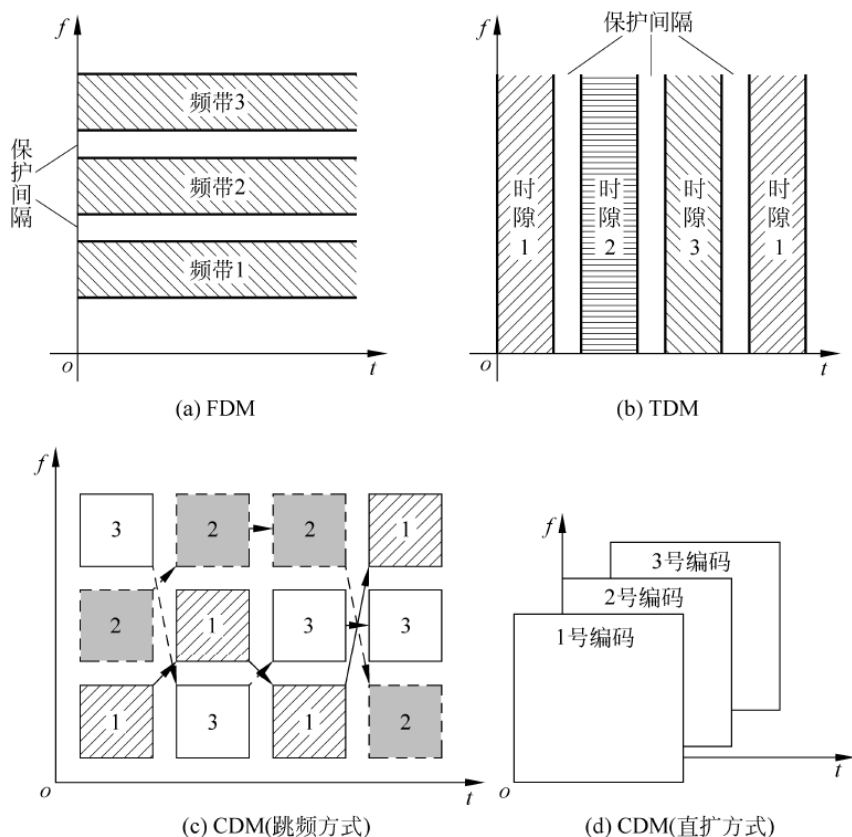 f
频带3
频带2
频带1
保护间隔
o
t
(a) FDM
保护间隔
f
时隙1
时隙2
时隙3
时隙1
o
t
(b) TDM
f
3
2
2
1
2
1
3
3
1
3
1
2
o
t
(c) CDM(跳频方式)
f
3号编码
2号编码
1号编码
o
t
(d) CDM(直扩方式)